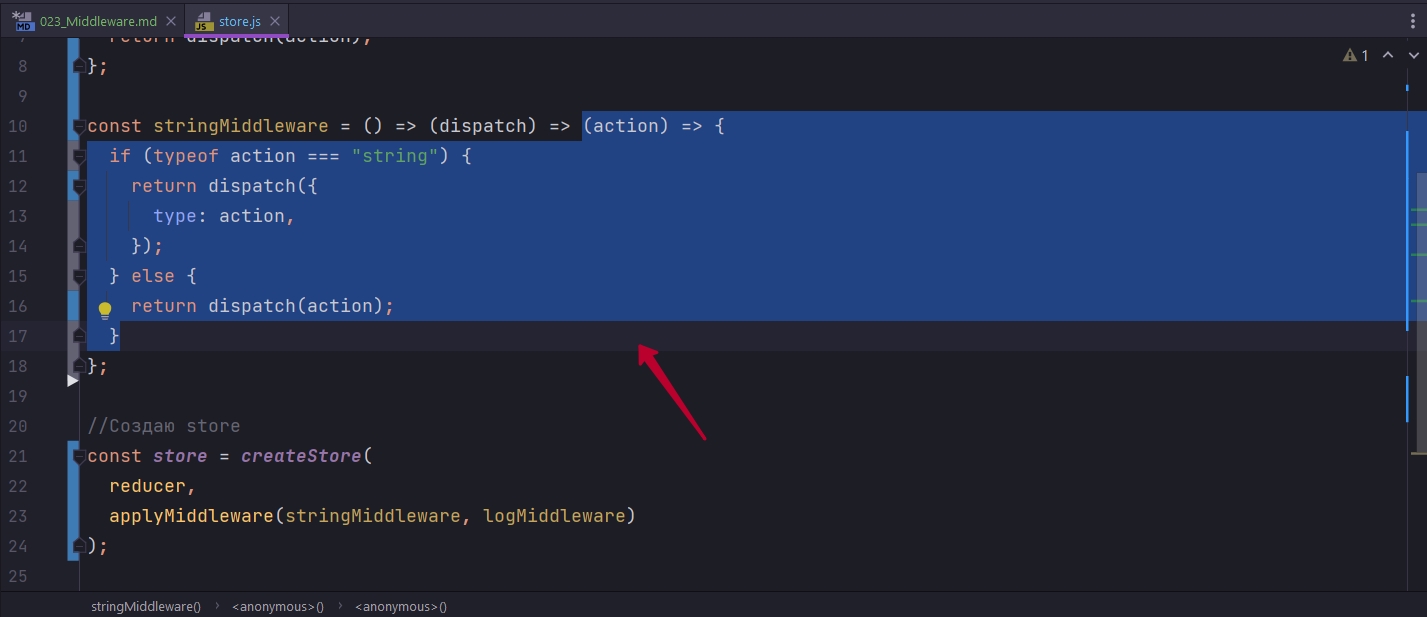 MD 023_Middleware.md JS store.js
return dispatch(action);
1
8 };
9
10 const stringMiddleware = () => (dispatch) => (action) => {
11 if (typeof action === "string") {
12 return dispatch({
13 type: action,
14 });
15 } else {
16 return dispatch(action);
17 }
18 };
19
20 //Создаю store
21 const store = createStore(
22 reducer,
23 applyMiddleware(stringMiddleware, logMiddleware)
24 );
25
stringMiddleware() › <anonymous>() › <anonymous>()